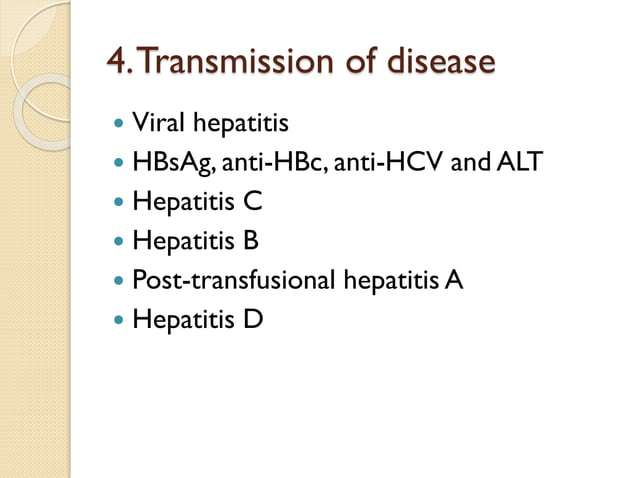 4. Transmission of disease
• Viral hepatitis
• HBsAg, anti-HBc, anti-HCV and ALT
• Hepatitis C
• Hepatitis B
• Post-transfusional hepatitis A
• Hepatitis D